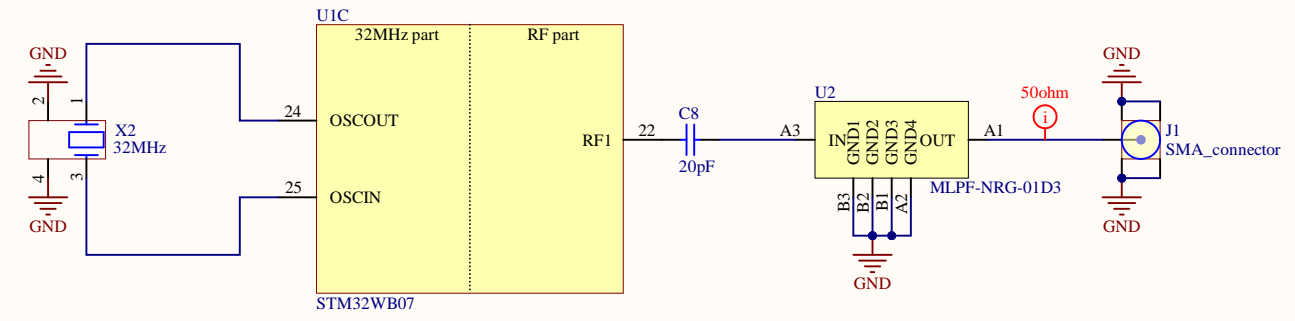 U1C
32MHz part
RF part
GND
2
1
X2
32MHz
4
3
GND
24
OSCOUT
25
OSCIN
RF1
22
STM32WB07
C8
20pF
U2
A3
IN
GND1
GND2
GND3
GND4
OUT
A1
MLPF-NRG-01D3
B3
B2
B1
A2
GND
50ohm
i
GND
J1
SMA_connector
GND